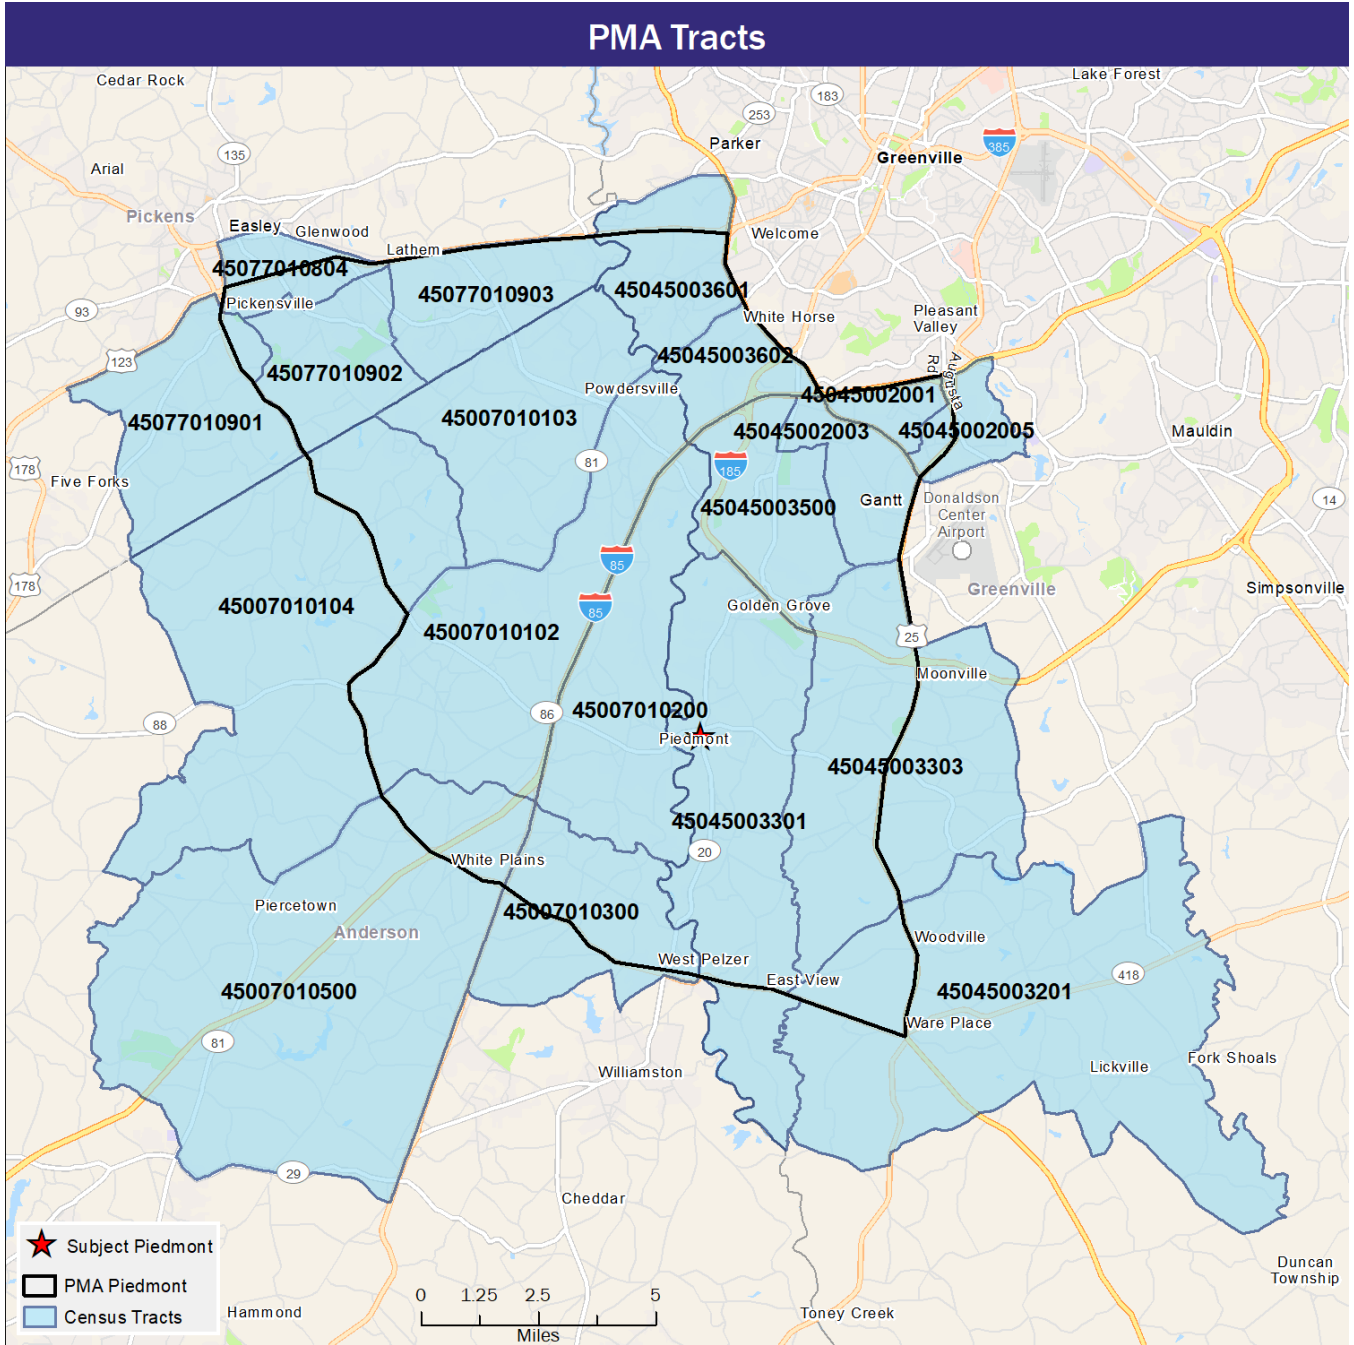 PMA Tracts
Cedar Rock
Lake Forest
183
253
Parker
385
Greenville
135
Arial
Pickens
Easley
Glenwood
Welcome
Lathem
45077010804
45077010903
45045003601
Pickensville
93
White Horse
Pleasant
Valley
123
45077010902
45045003602
Augusta
Rd
Powdersville
45045002001
45077010901
45007010103
45045002003
45045002005
Mauldin
81
185
178
Five Forks
45045003500
Gantt
Donaldson
Center
Airport
14
85
178
Greenville
Simpsonville
45007010104
85
Golden Grove
45007010102
25
Moonville
45007010200
88
86
Piedmont
45045003303
45045003301
20
White Plains
Piercetown
45007010300
Anderson
Woodville
West Pelzer
East View
418
45007010500
45045003201
Ware Place
81
Williamston
Lickville
Fork Shoals
29
Cheddar
Subject Piedmont
PMA Piedmont
Census Tracts
Duncan
Township
0 1.25 2.5 5
Miles
Hammond
Toney Creek